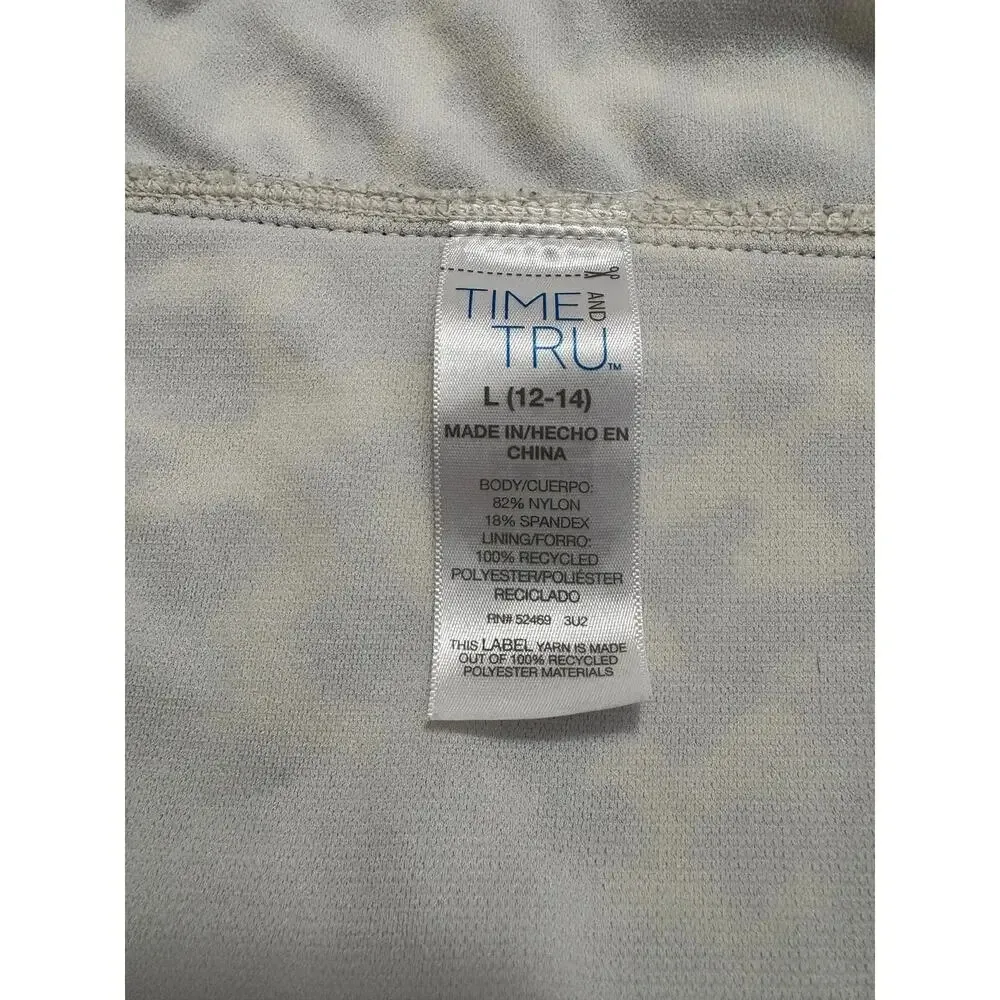 TIME AND
TRU™
L (12-14)
MADE IN/HECHO EN
CHINA
BODY/CUERPO:
82% NYLON
18% SPANDEX
LINING/FORRO:
100% RECYCLED
POLYESTER/POLIÉSTER
RECICLADO
RN# 52469 3U2
THIS LABEL YARN IS MADE
OUT OF 100% RECYCLED
POLYESTER MATERIALS